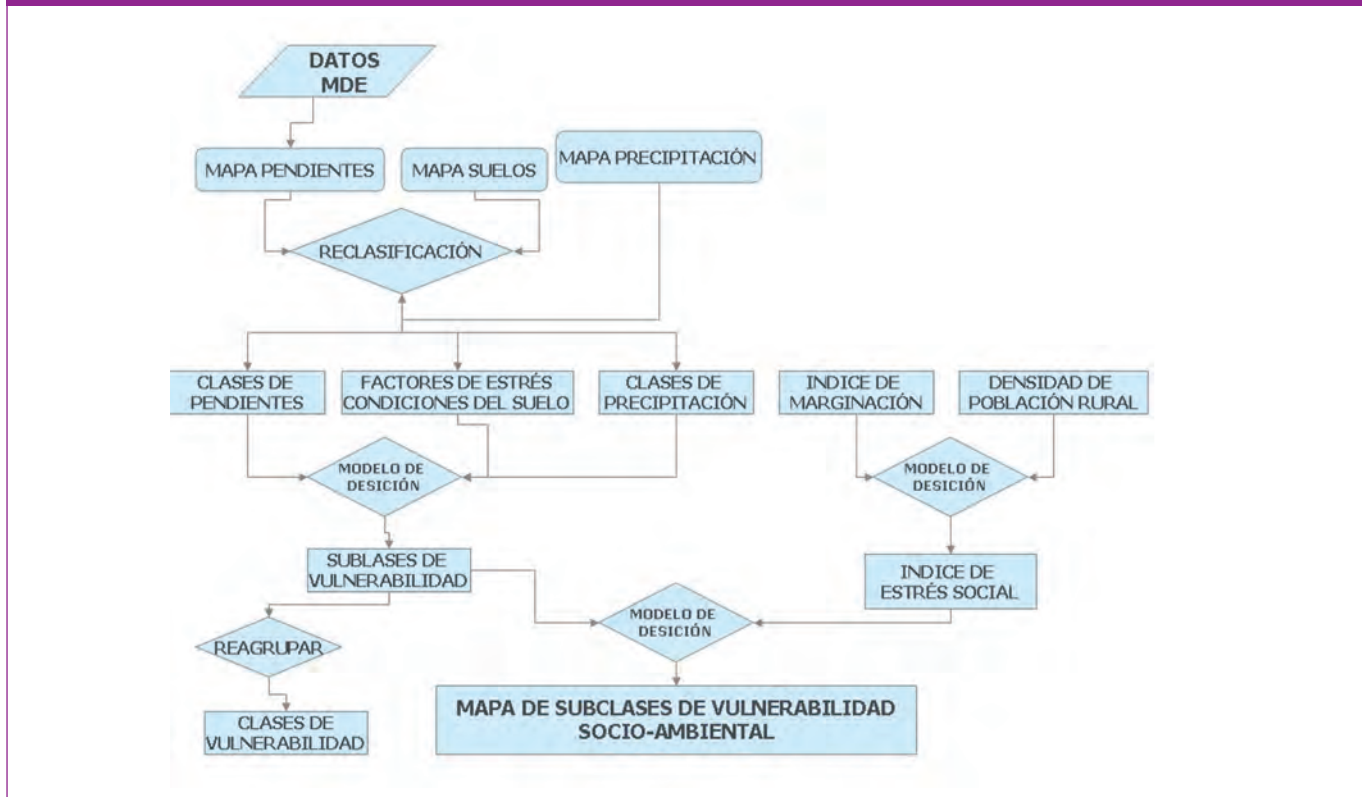 DATOS
MDE
MAPA PENDIENTES
MAPA SUELOS
MAPA PRECIPITACIÓN
RECLASIFICACIÓN
CLASES DE
PENDIENTES
FACTORES DE ESTRÉS
CONDICIONES DEL SUELO
CLASES DE
PRECIPITACIÓN
INDICE DE
MARGINACIÓN
DENSIDAD DE
POBLACIÓN RURAL
MODELO DE
DESICIÓN
MODELO DE
DESICIÓN
SUBLASES DE
VULNERABILIDAD
INDICE DE
ESTRÉS SOCIAL
MODELO DE
DESICIÓN
REAGRUPAR
CLASES DE
VULNERABILIDAD
MAPA DE SUBCLASES DE VULNERABILIDAD
SOCIO-AMBIENTAL